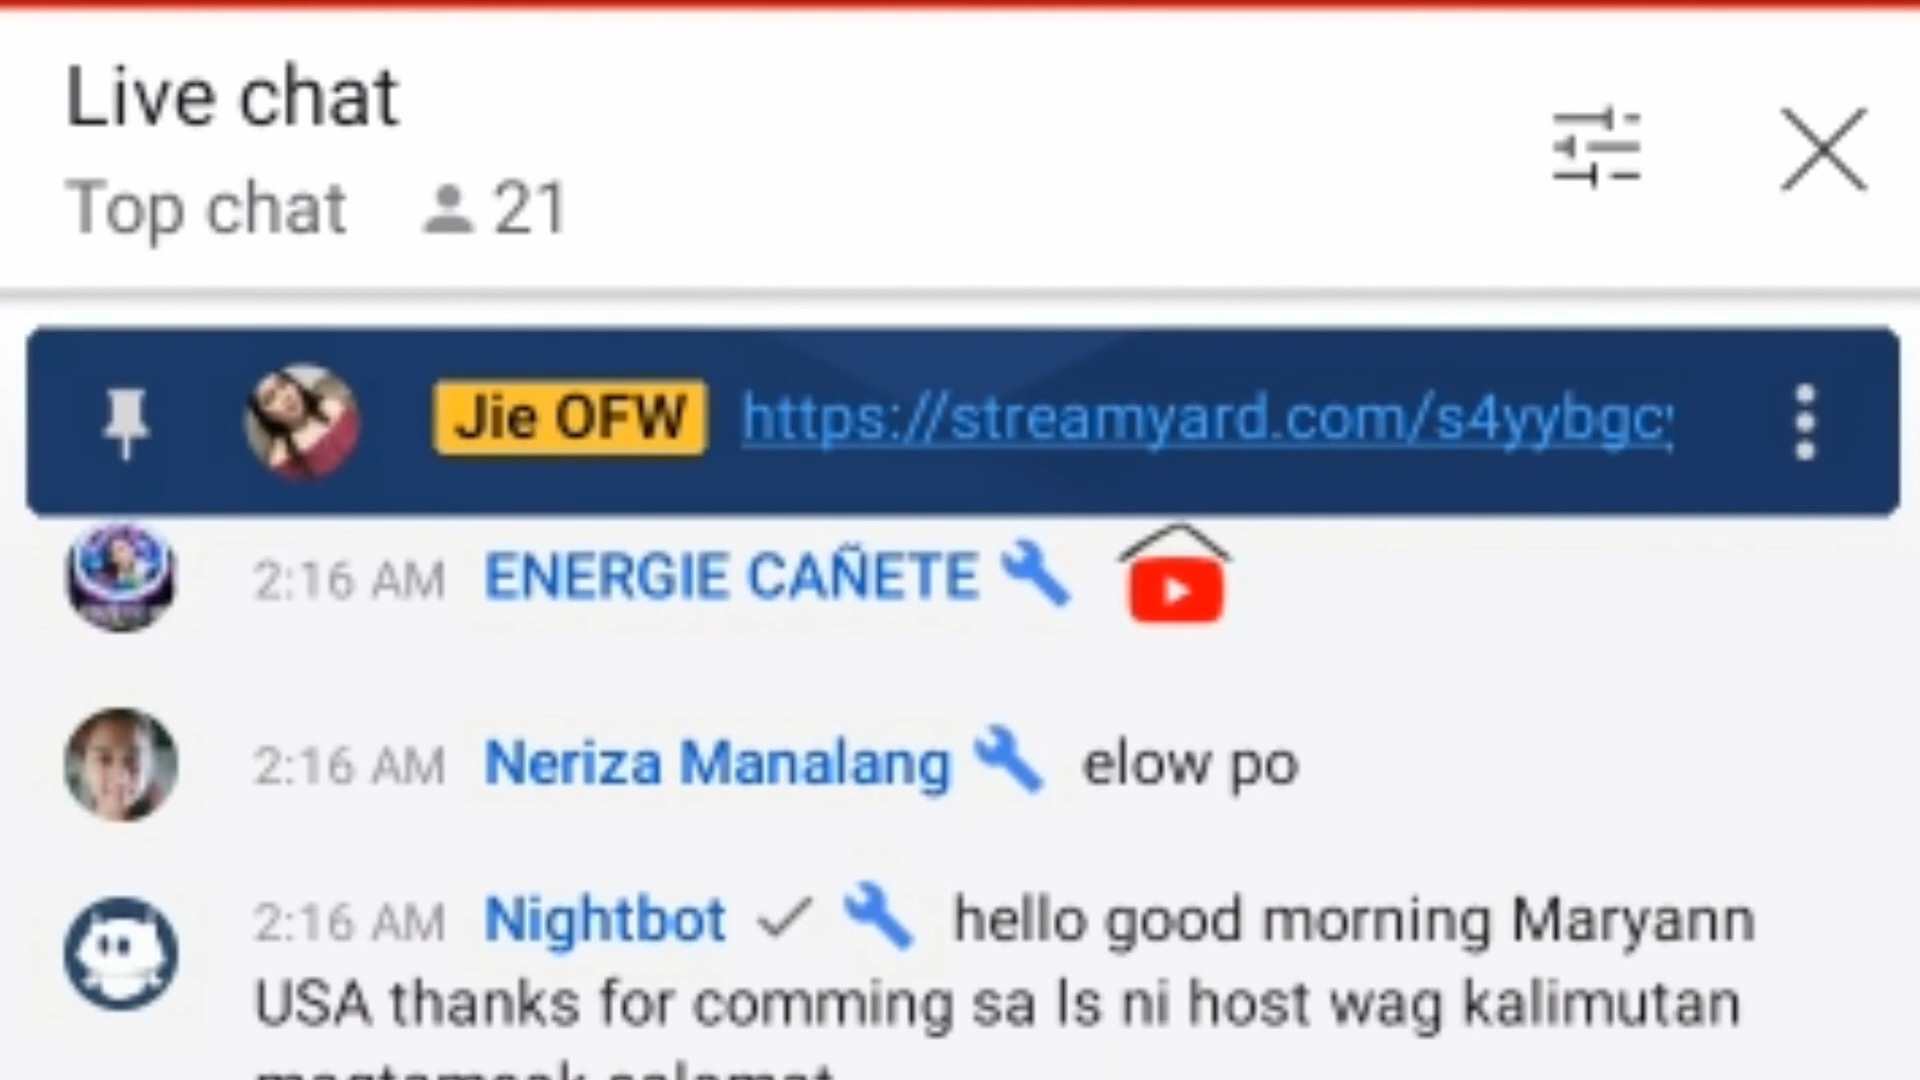 Live chat
Top chat 21
Jie OFW https://streamyard.com/s4yybgc
2:16 AM ENERGIE CAÑETE
2:16 AM Neriza Manalang elow po
2:16 AM Nightbot hello good morning Maryann
USA thanks for comming sa ls ni host wag kalimutan